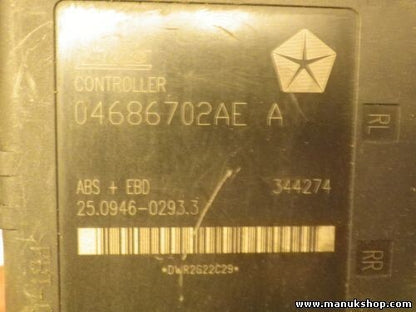 CONTROLLER
04686702AE A
RL
ABS + EBD 344274
25.0946-0293.3
RR
*DWR2G22C29*
www.manukshop.com